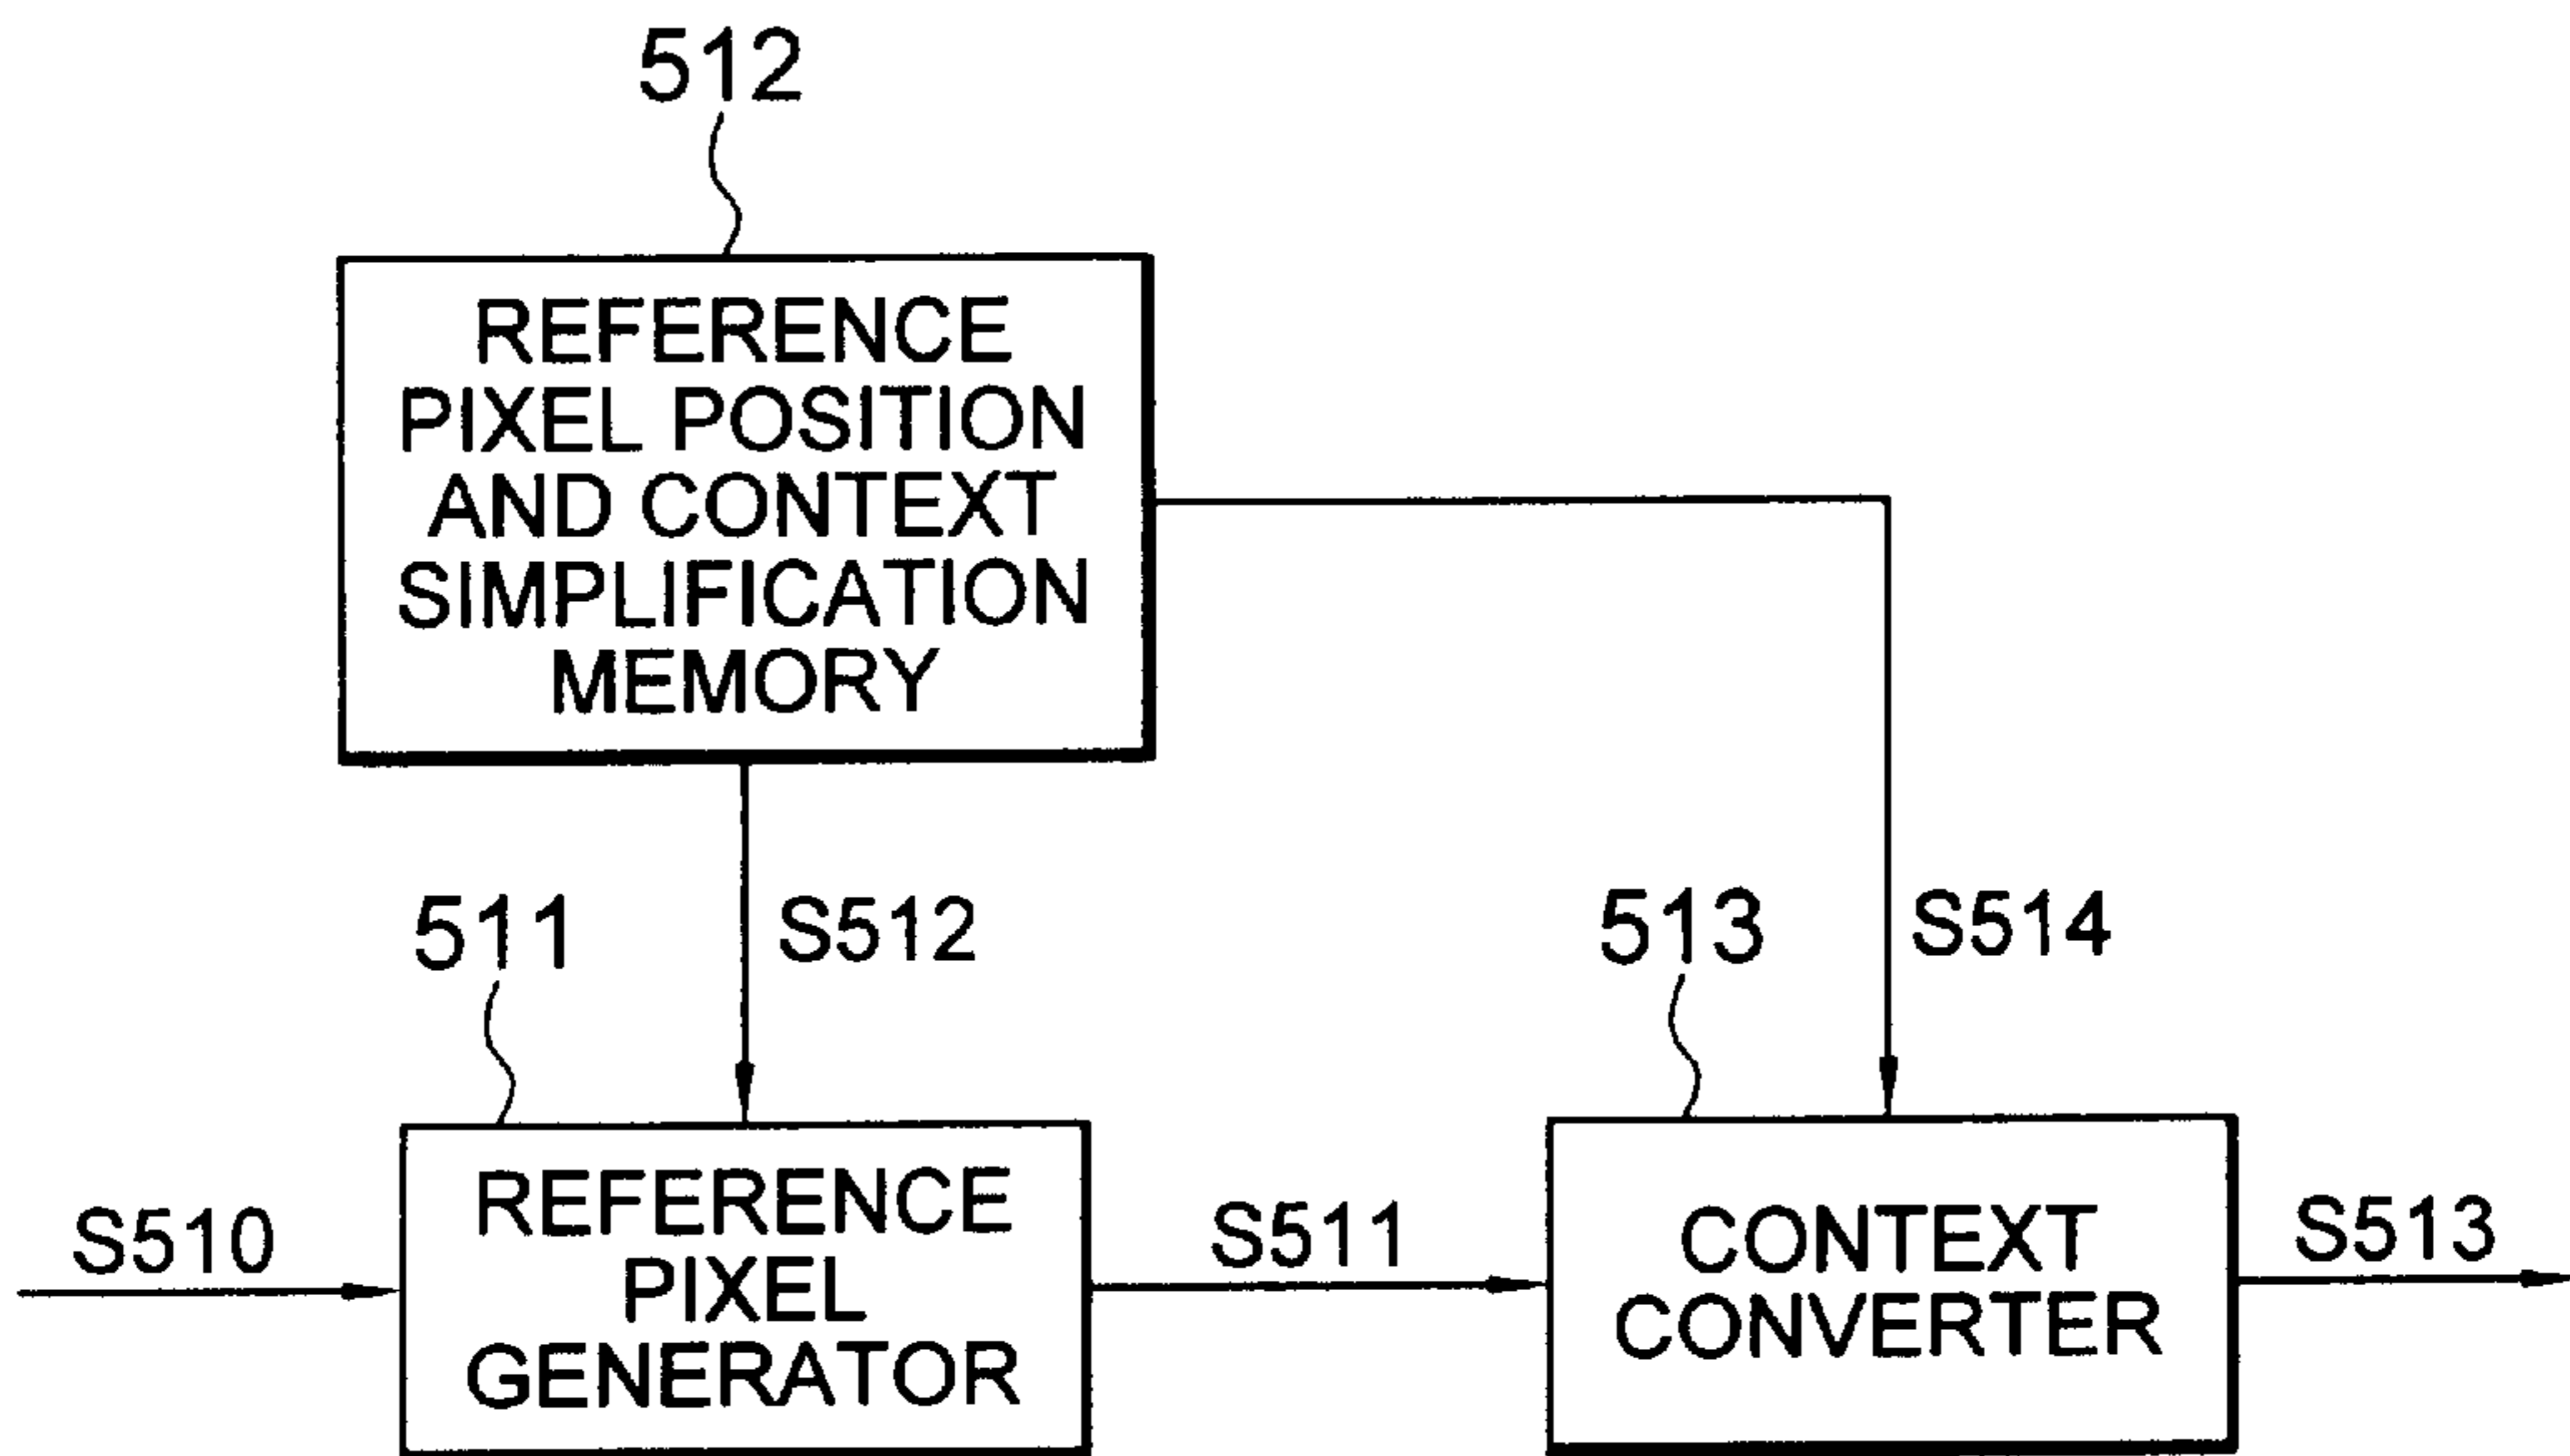 512
REFERENCE
PIXEL POSITION
AND CONTEXT
SIMPLIFICATION
MEMORY
511
S512
513
S514
S510
REFERENCE
PIXEL
GENERATOR
S511
CONTEXT
CONVERTER
S513